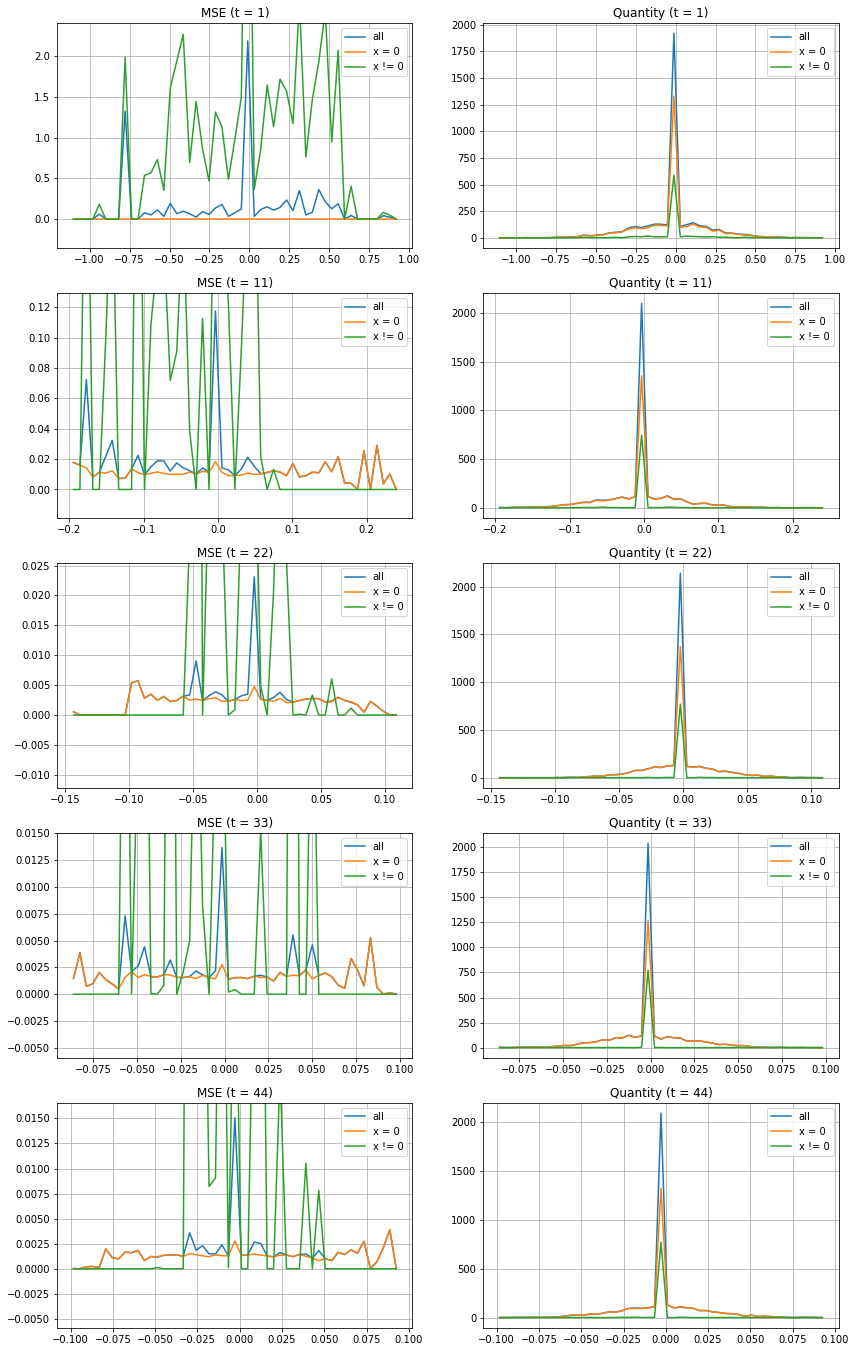 MSE (t = 1)
2.0
1.5
1.0
0.5
0.0
−1.00 −0.75 −0.50 −0.25 0.00 0.25 0.50 0.75 1.00
all
x = 0
x != 0
Quantity (t = 1)
2000
1750
1500
1250
1000
750
500
250
0
−1.00 −0.75 −0.50 −0.25 0.00 0.25 0.50 0.75 1.00
all
x = 0
x != 0
MSE (t = 11)
0.12
0.10
0.08
0.06
0.04
0.02
0.00
−0.2 −0.1 0.0 0.1 0.2
all
x = 0
x != 0
Quantity (t = 11)
2000
1500
1000
500
0
−0.2 −0.1 0.0 0.1 0.2
all
x = 0
x != 0
MSE (t = 22)
0.025
0.020
0.015
0.010
0.005
0.000
−0.005
−0.010
−0.15 −0.10 −0.05 0.00 0.05 0.10
all
x = 0
x != 0
Quantity (t = 22)
2000
1500
1000
500
0
−0.15 −0.10 −0.05 0.00 0.05 0.10
all
x = 0
x != 0
MSE (t = 33)
0.0150
0.0125
0.0100
0.0075
0.0050
0.0025
0.0000
−0.0025
−0.0050
−0.075 −0.050 −0.025 0.000 0.025 0.050 0.075 0.100
all
x = 0
x != 0
Quantity (t = 33)
2000
1750
1500
1250
1000
750
500
250
0
−0.075 −0.050 −0.025 0.000 0.025 0.050 0.075 0.100
all
x = 0
x != 0
MSE (t = 44)
0.0150
0.0125
0.0100
0.0075
0.0050
0.0025
0.0000
−0.0025
−0.0050
−0.100 −0.075 −0.050 −0.025 0.000 0.025 0.050 0.075 0.100
all
x = 0
x != 0
Quantity (t = 44)
2000
1500
1000
500
0
−0.100 −0.075 −0.050 −0.025 0.000 0.025 0.050 0.075 0.100
all
x = 0
x != 0